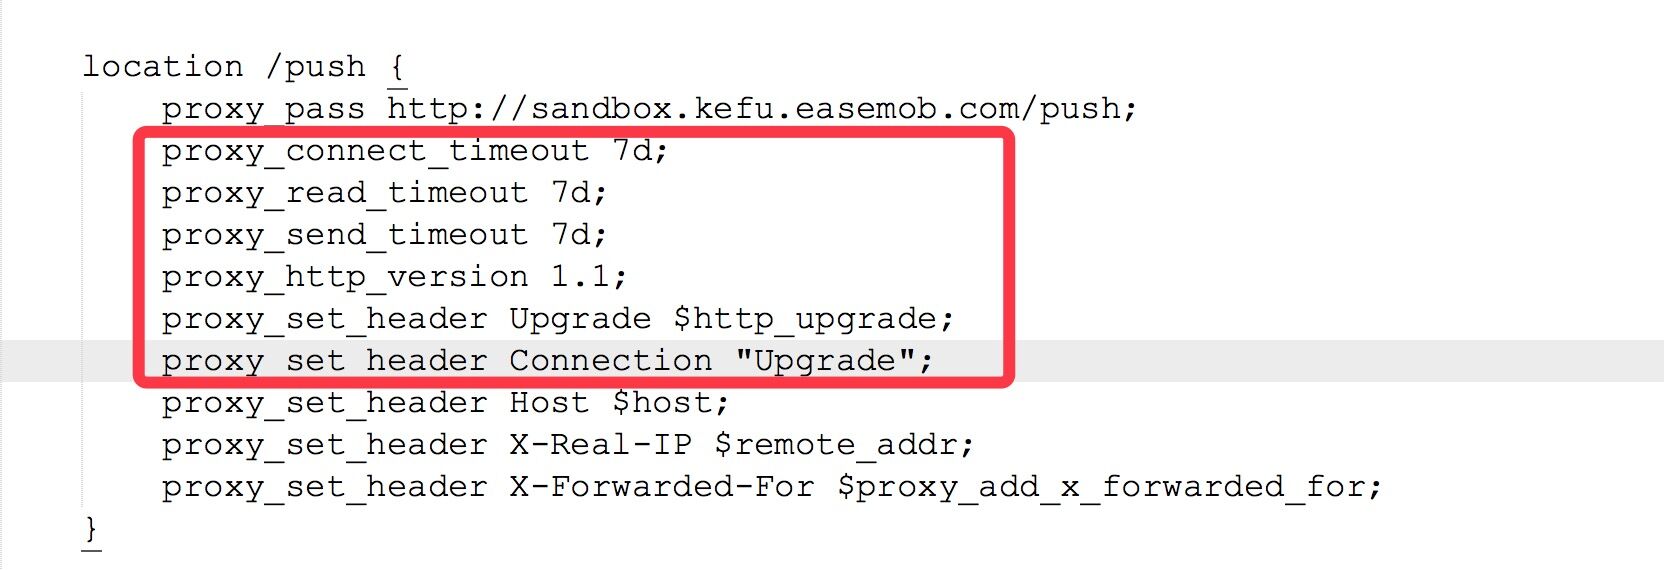 location /push {
proxy_pass http://sandbox.kefu.easemob.com/push;
proxy_connect_timeout 7d;
proxy_read_timeout 7d;
proxy_send_timeout 7d;
proxy_http_version 1.1;
proxy_set_header Upgrade $http_upgrade;
proxy_set_header Connection "Upgrade";
proxy_set_header Host $host;
proxy_set_header X-Real-IP $remote_addr;
proxy_set_header X-Forwarded-For $proxy_add_x_forwarded_for;
}